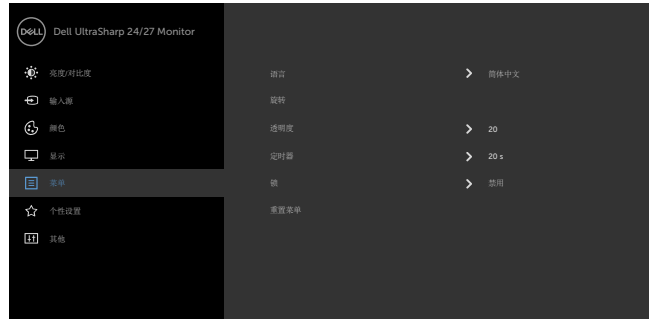 DELL Dell UltraSharp 24/27 Monitor
亮度/对比度
输入源
颜色
显示
菜单
个性设置
其他
语言 简体中文
旋转
透明度 20
定时器 20 s
锁 禁用
重置菜单